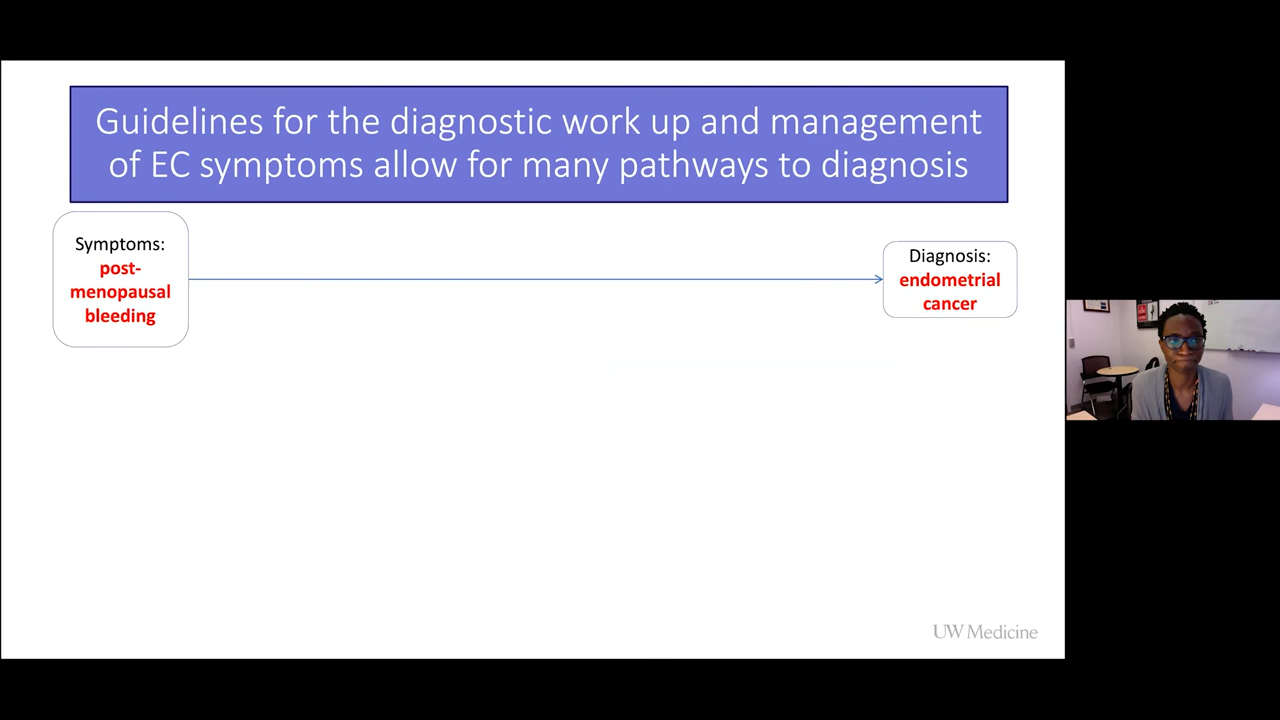 Guidelines for the diagnostic work up and management
of EC symptoms allow for many pathways to diagnosis
Symptoms:
post-
menopausal
bleeding
Diagnosis:
endometrial
cancer
UW Medicine